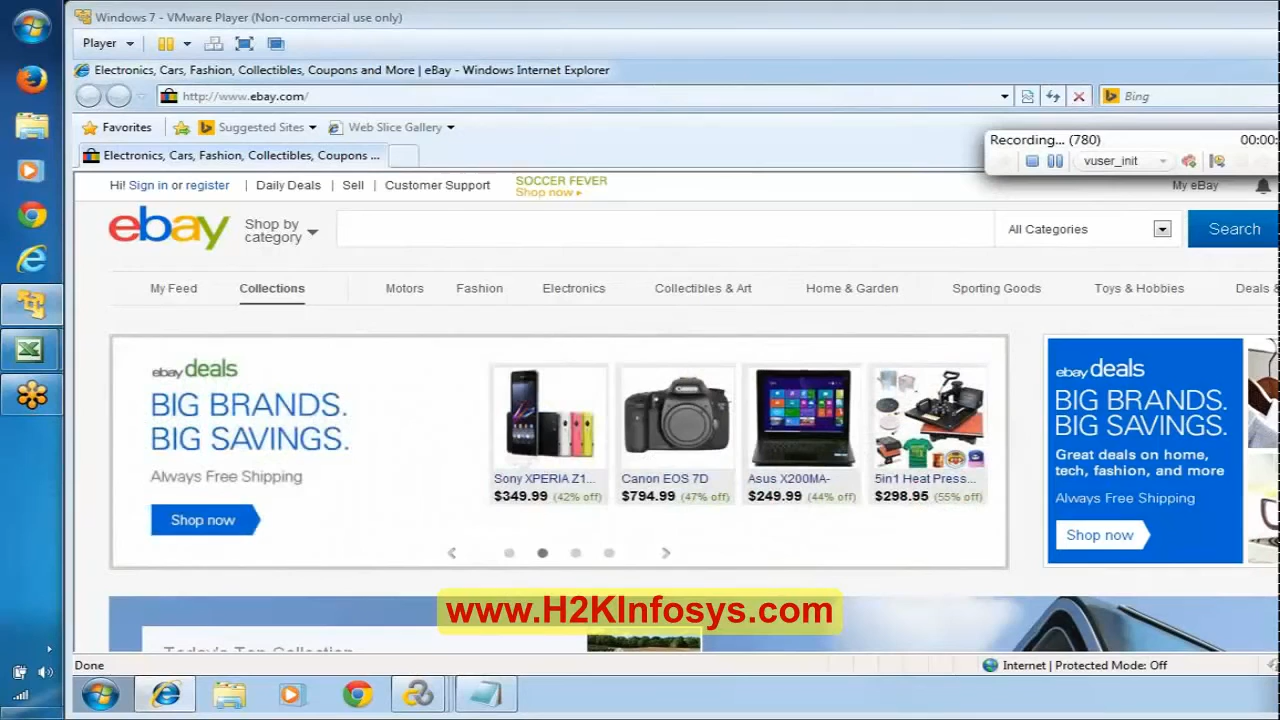 Windows 7 - VMware Player (Non-commercial use only)
Player
Electronics, Cars, Fashion, Collectibles, Coupons and More | eBay - Windows Internet Explorer
http://www.ebay.com/
Bing
Favorites
Suggested Sites
Web Slice Gallery
Recording... (780)
00:00:
vuser_init
Electronics, Cars, Fashion, Collectibles, Coupons ...
Hi! Sign in or register
Daily Deals
Sell
Customer Support
SOCCER FEVER
Shop now
My eBay
ebay
Shop by
category
All Categories
Search
My Feed
Collections
Motors
Fashion
Electronics
Collectibles & Art
Home & Garden
Sporting Goods
Toys & Hobbies
Deals &
ebay deals
BIG BRANDS.
BIG SAVINGS.
Always Free Shipping
Shop now
Sony XPERIA Z1...
$349.99 (42% off)
Canon EOS 7D
$794.99 (47% off)
Asus X200MA-
$249.99 (44% off)
5in1 Heat Press...
$298.95 (55% off)
ebay deals
BIG BRANDS.
BIG SAVINGS.
Great deals on home,
tech, fashion, and more
Always Free Shipping
Shop now
www.H2KInfosys.com
Today's Top Collection
Done
Internet | Protected Mode: Off